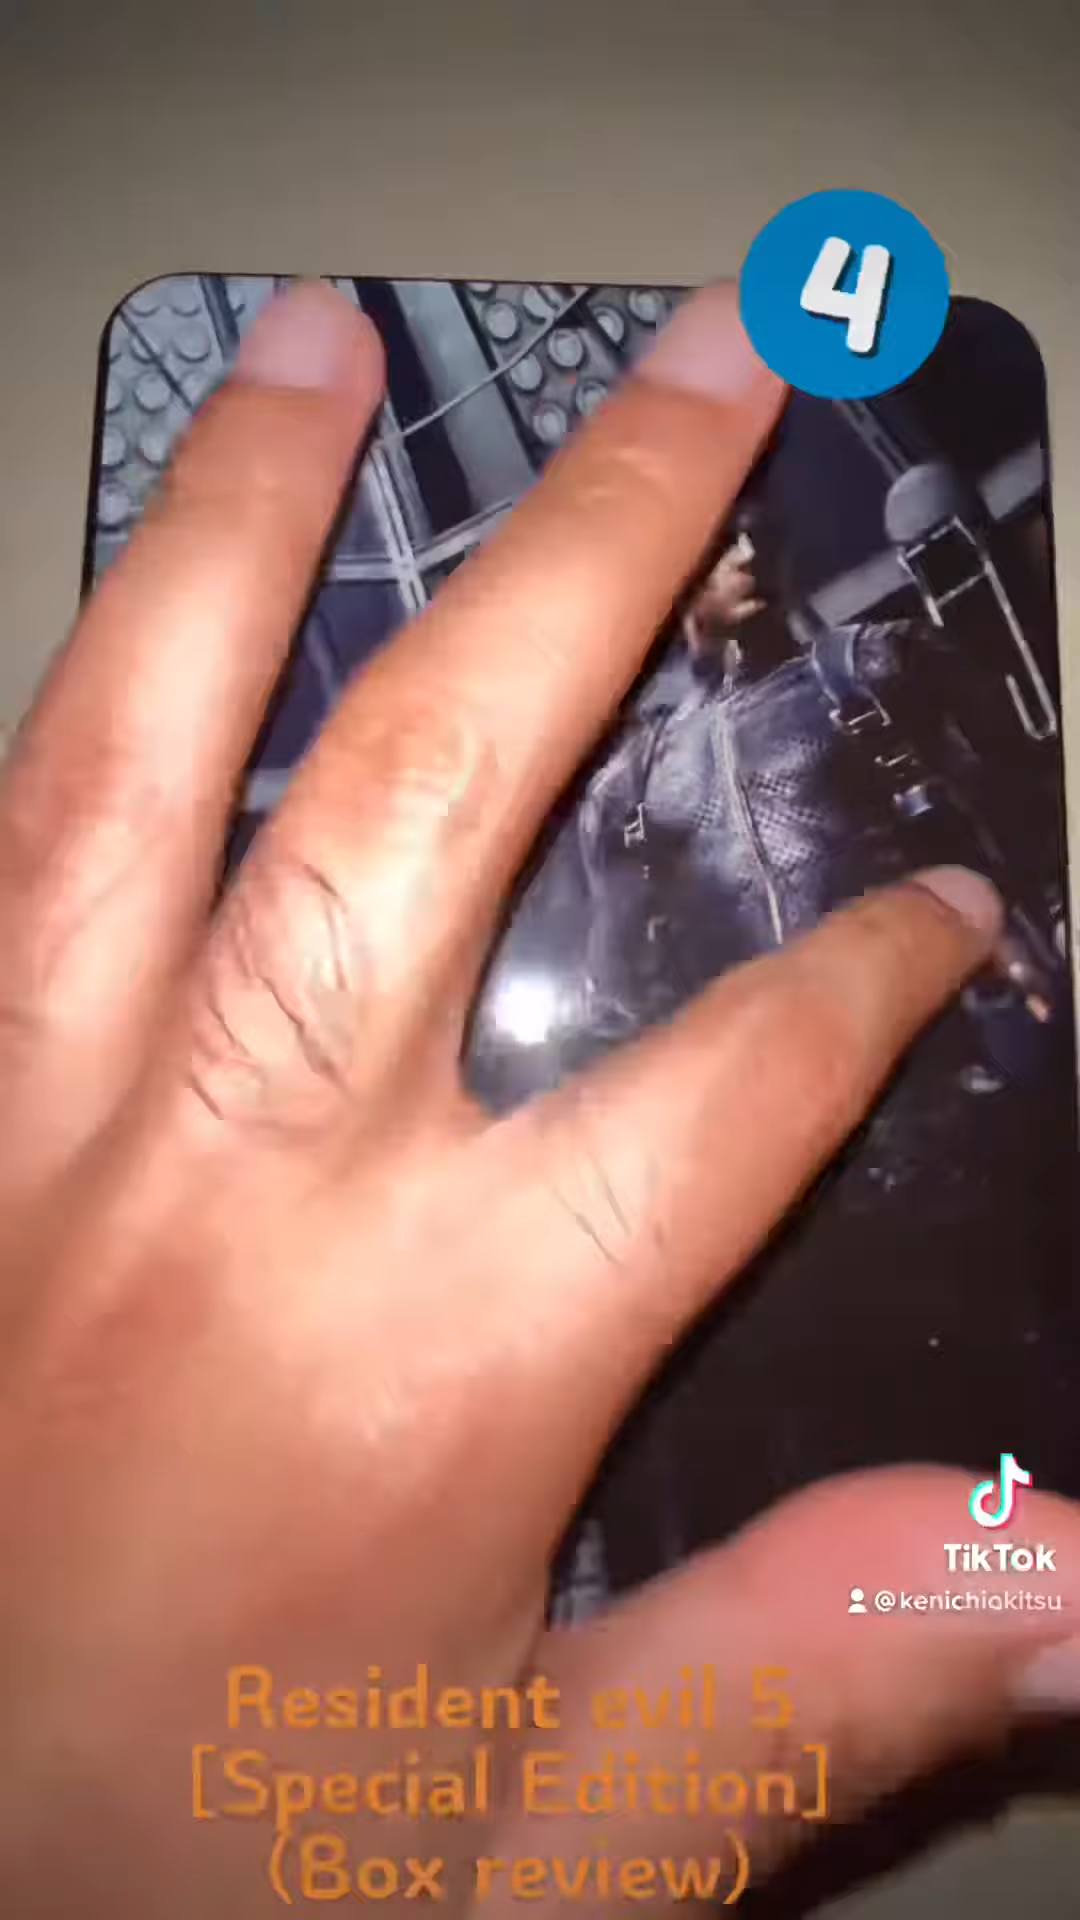 4
TikTok
@kenichiakitsu
Resident evil 5
[Special Edition]
(Box review)